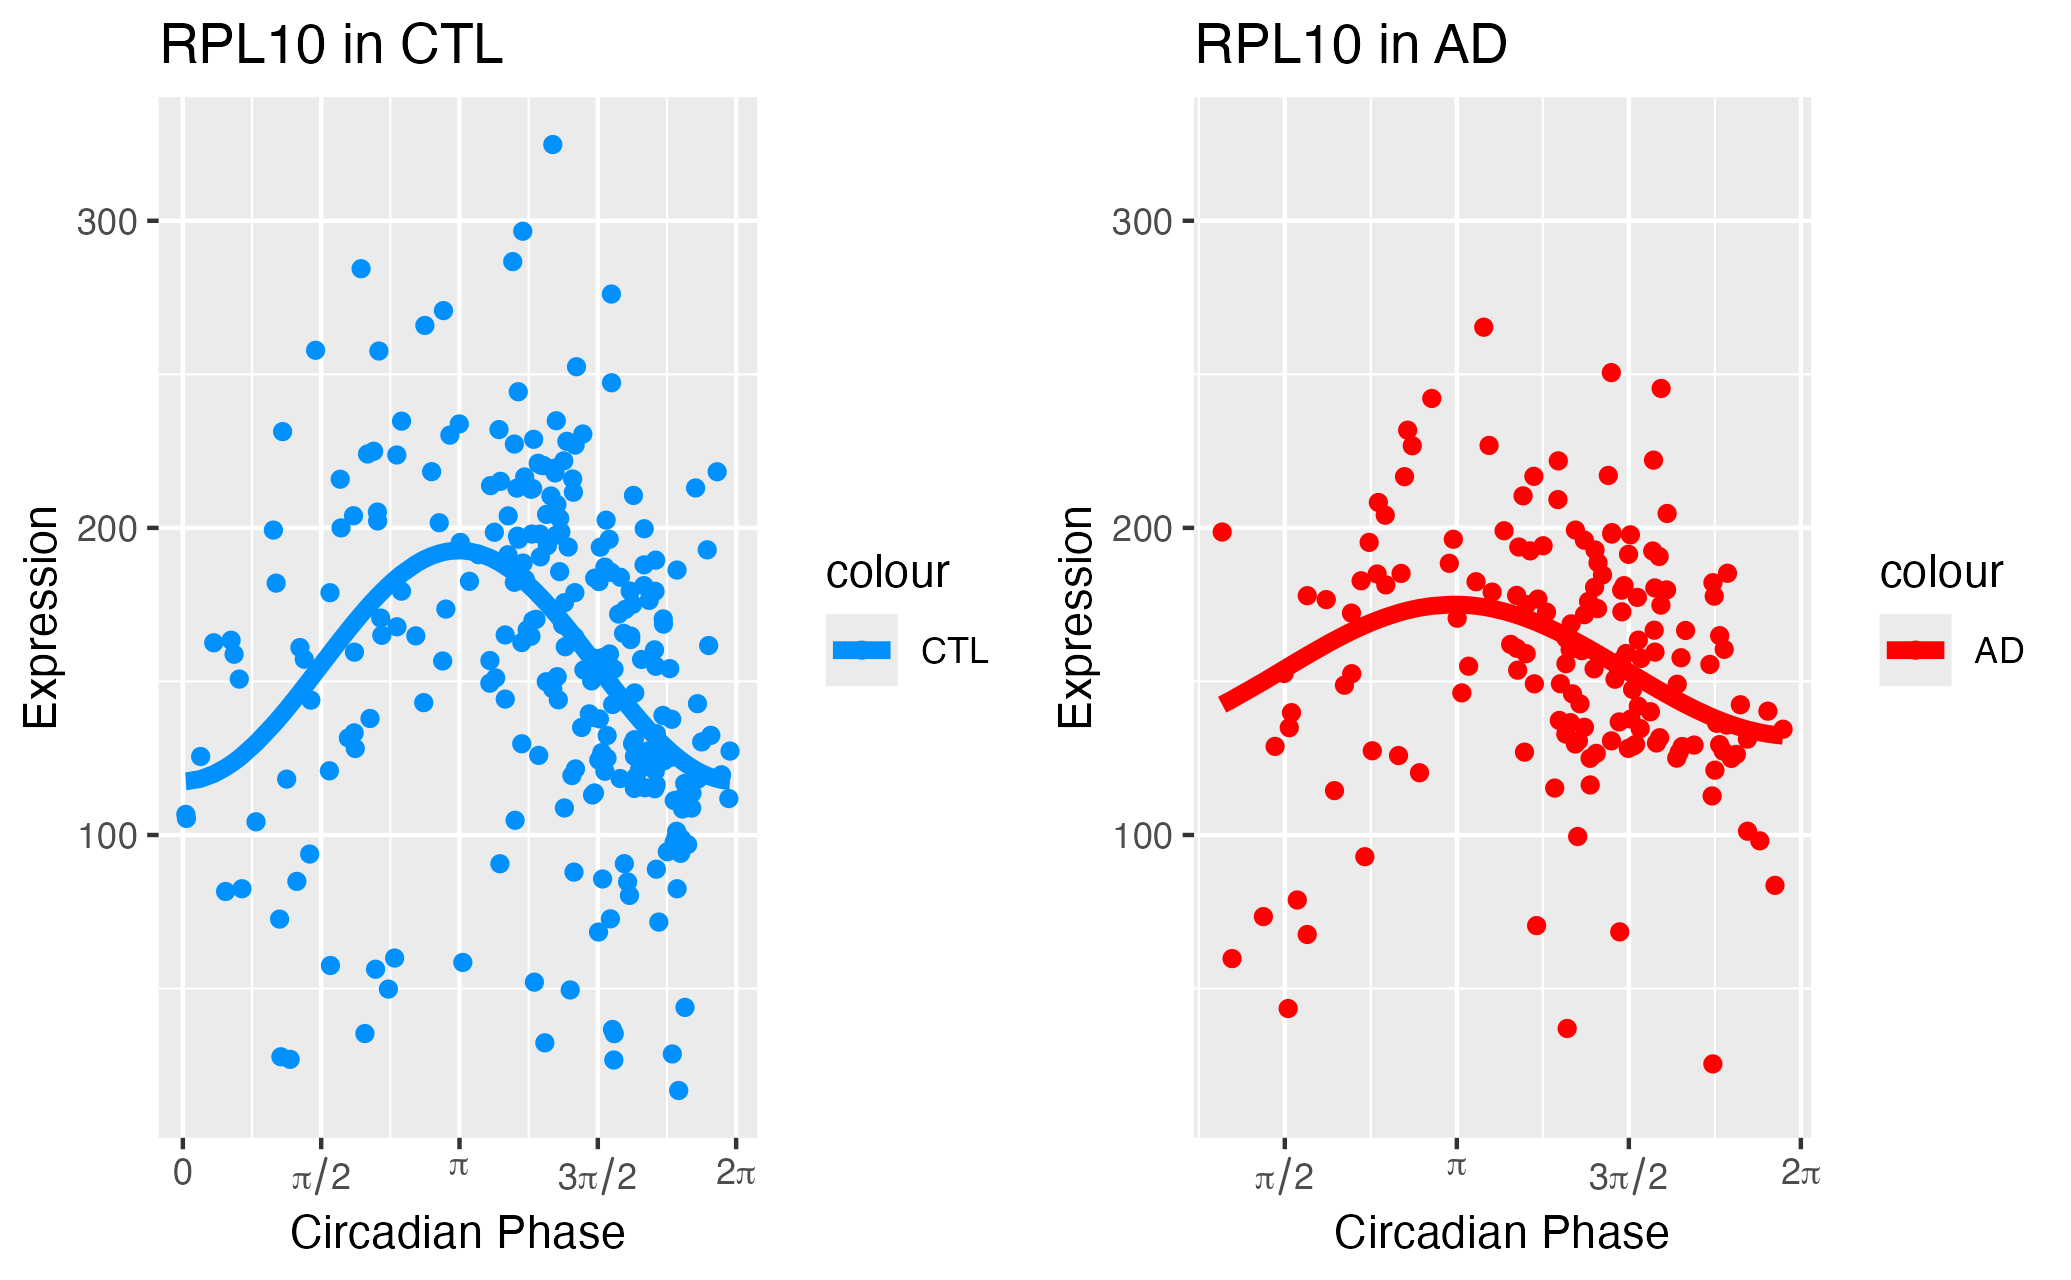 RPL10 in CTL
300
200
100
Expression
0
π/2
π
3π/2
2π
Circadian Phase
colour
CTL
RPL10 in AD
300
200
100
Expression
π/2
π
3π/2
2π
Circadian Phase
colour
AD